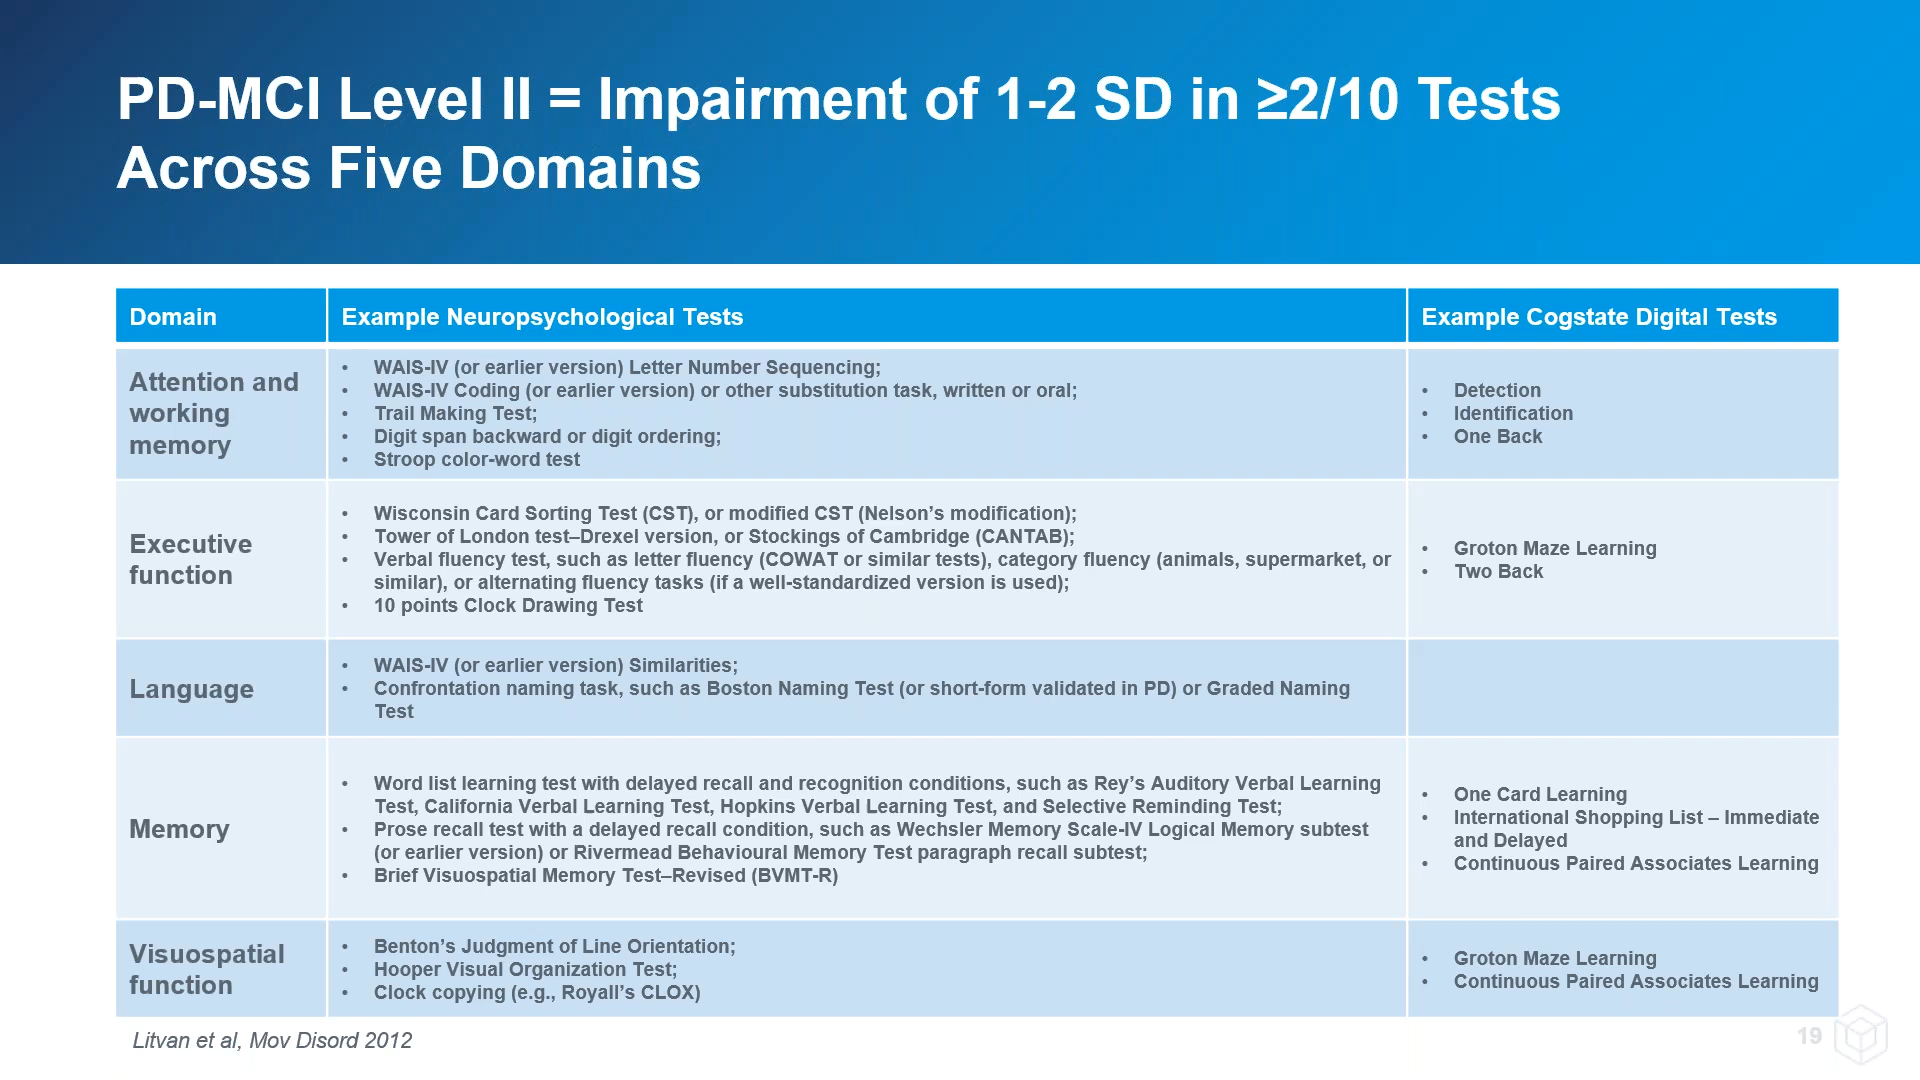 PD-MCI Level II = Impairment of 1-2 SD in ≥2/10 Tests
Across Five Domains
Domain
Example Neuropsychological Tests
Example Cogstate Digital Tests
Attention and
working
memory
• WAIS-IV (or earlier version) Letter Number Sequencing;
• WAIS-IV Coding (or earlier version) or other substitution task, written or oral;
• Trail Making Test;
• Digit span backward or digit ordering;
• Stroop color-word test
• Detection
• Identification
• One Back
Executive
function
• Wisconsin Card Sorting Test (CST), or modified CST (Nelson’s modification);
• Tower of London test–Drexel version, or Stockings of Cambridge (CANTAB);
• Verbal fluency test, such as letter fluency (COWAT or similar tests), category fluency (animals, supermarket, or
similar), or alternating fluency tasks (if a well-standardized version is used);
• 10 points Clock Drawing Test
• Groton Maze Learning
• Two Back
Language
• WAIS-IV (or earlier version) Similarities;
• Confrontation naming task, such as Boston Naming Test (or short-form validated in PD) or Graded Naming
Test
Memory
• Word list learning test with delayed recall and recognition conditions, such as Rey’s Auditory Verbal Learning
Test, California Verbal Learning Test, Hopkins Verbal Learning Test, and Selective Reminding Test;
• Prose recall test with a delayed recall condition, such as Wechsler Memory Scale-IV Logical Memory subtest
(or earlier version) or Rivermead Behavioural Memory Test paragraph recall subtest;
• Brief Visuospatial Memory Test–Revised (BVMT-R)
• One Card Learning
• International Shopping List – Immediate
and Delayed
• Continuous Paired Associates Learning
Visuospatial
function
• Benton’s Judgment of Line Orientation;
• Hooper Visual Organization Test;
• Clock copying (e.g., Royall’s CLOX)
• Groton Maze Learning
• Continuous Paired Associates Learning
Litvan et al, Mov Disord 2012
19